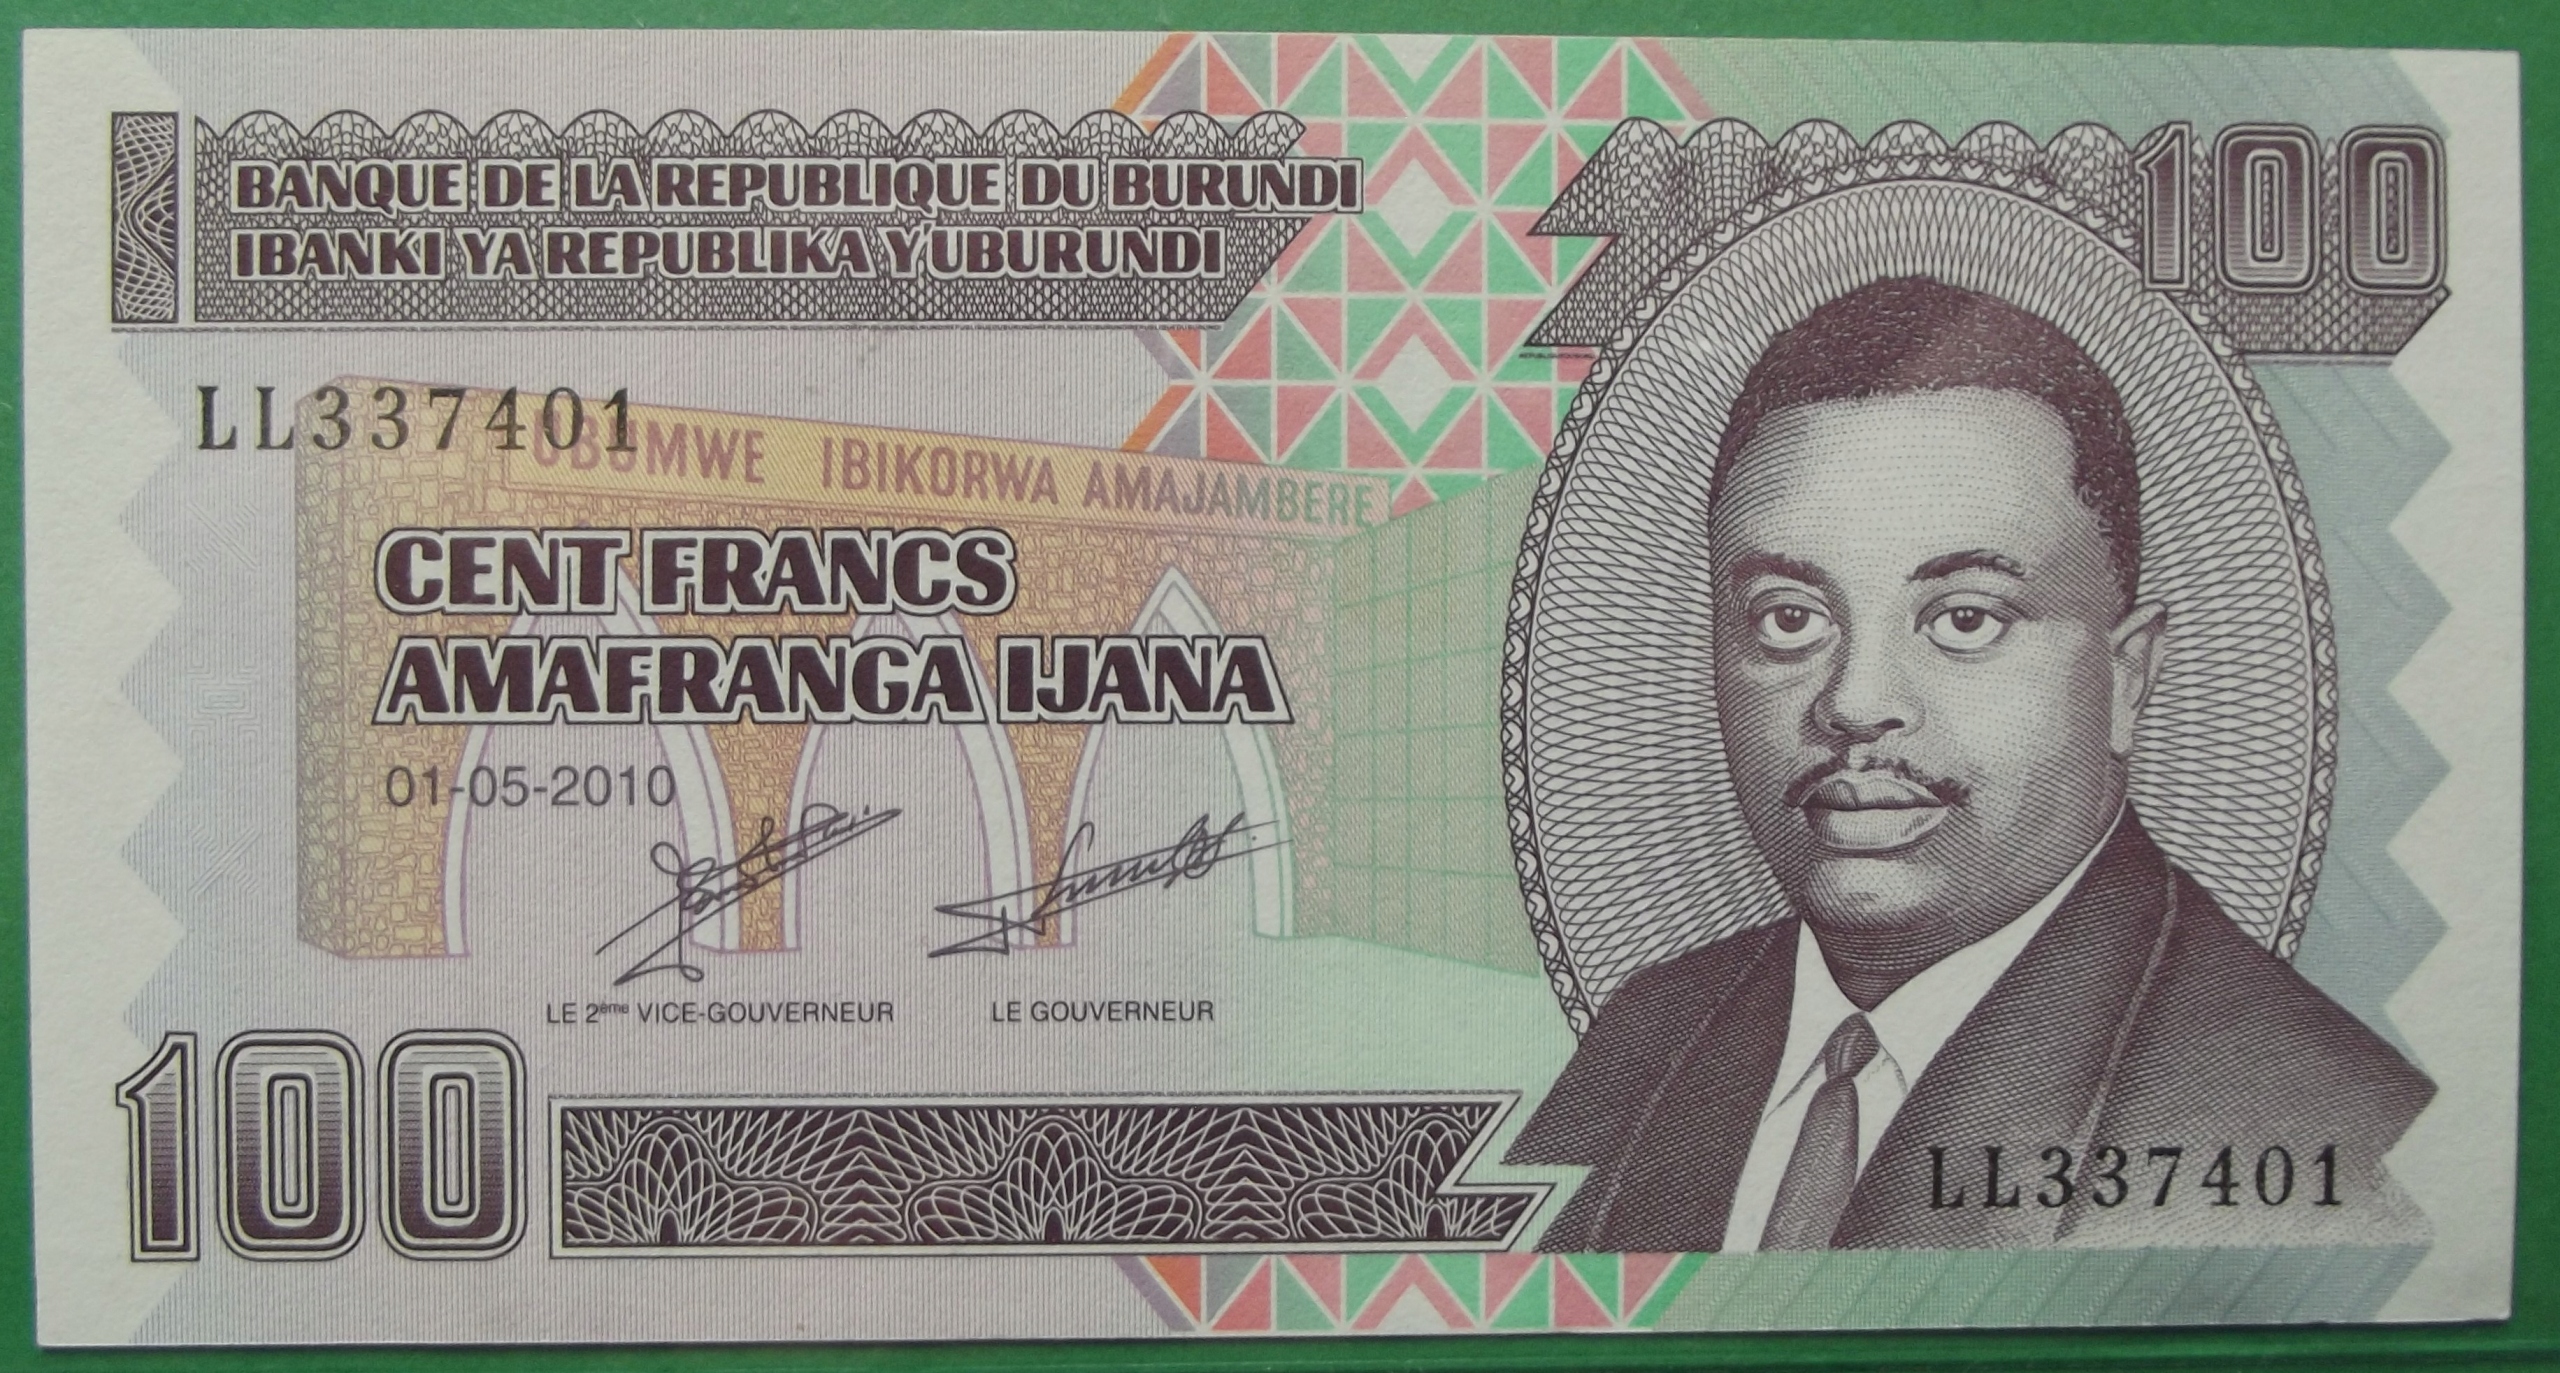 BANQUE DE LA REPUBLIQUE DU BURUNDI
IBANKI YA REPUBLIKA Y'UBURUNDI
100
LL337401
UBUMWE IBIKORWA AMAJAMBERE
CENT FRANCS
AMAFRANGA IJANA
01-05-2010
LE 2ème VICE-GOUVERNEUR
LE GOUVERNEUR
100
LL337401